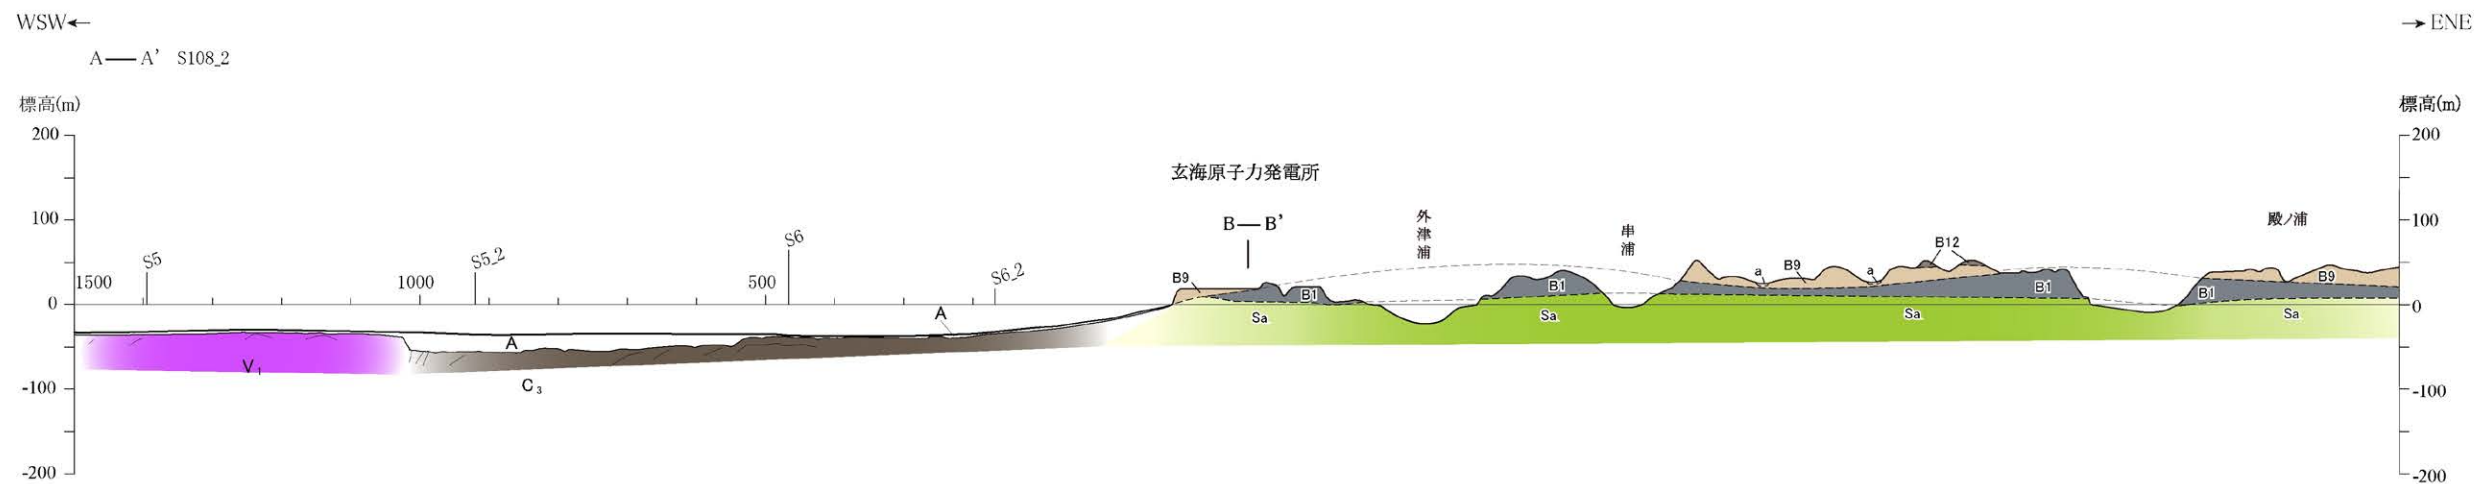 WSW← →ENE
A—A’ S108_2
標高(m) 標高(m)
200 200
玄海原子力発電所
100 B—B’ 外津浦 串浦 殿ノ浦 100
S5 S5_2 S6 S6_2 B12
1500 1000 500 B9 a B9 a B9
B1 B1 B1 B1
0 0
A Sa Sa Sa Sa
A
V1
C3
-100 -100
-200 -200